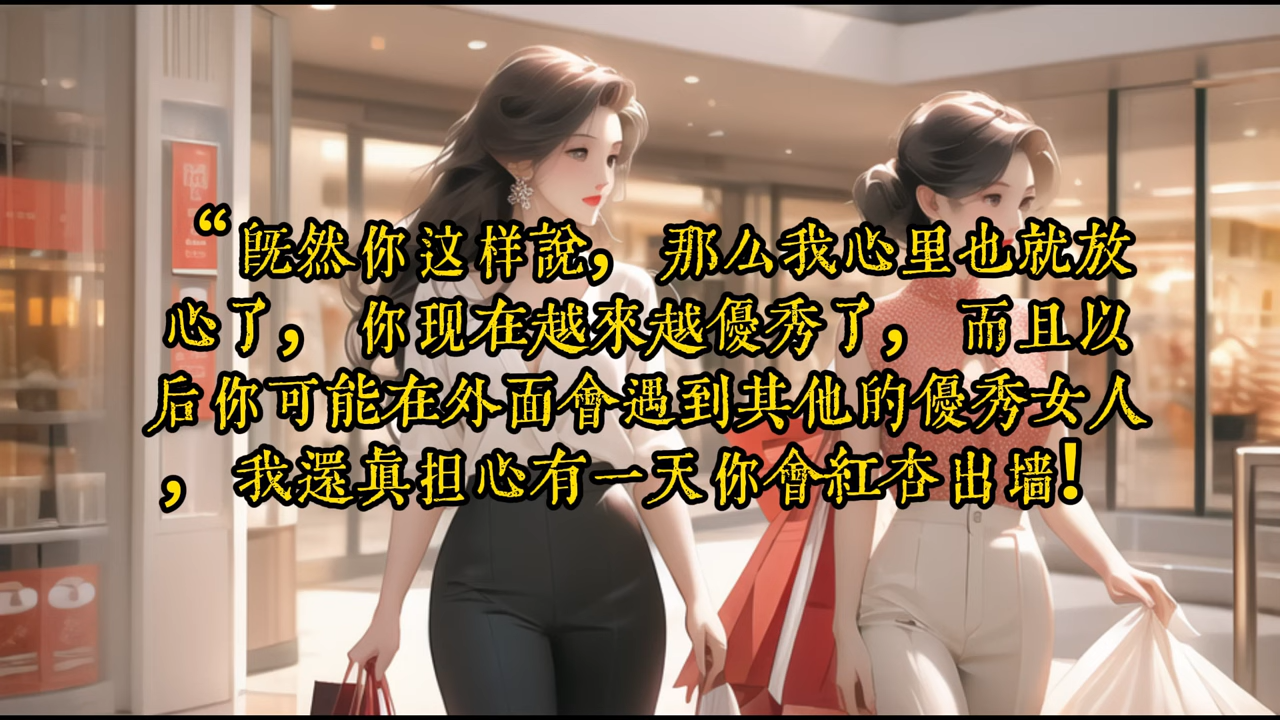 “既然你这样說， 那么我心里也就放
心了， 你现在越來越優秀了， 而且以
后你可能在外面會遇到其他的優秀女人
， 我還真担心有一天你會紅杏出墙！